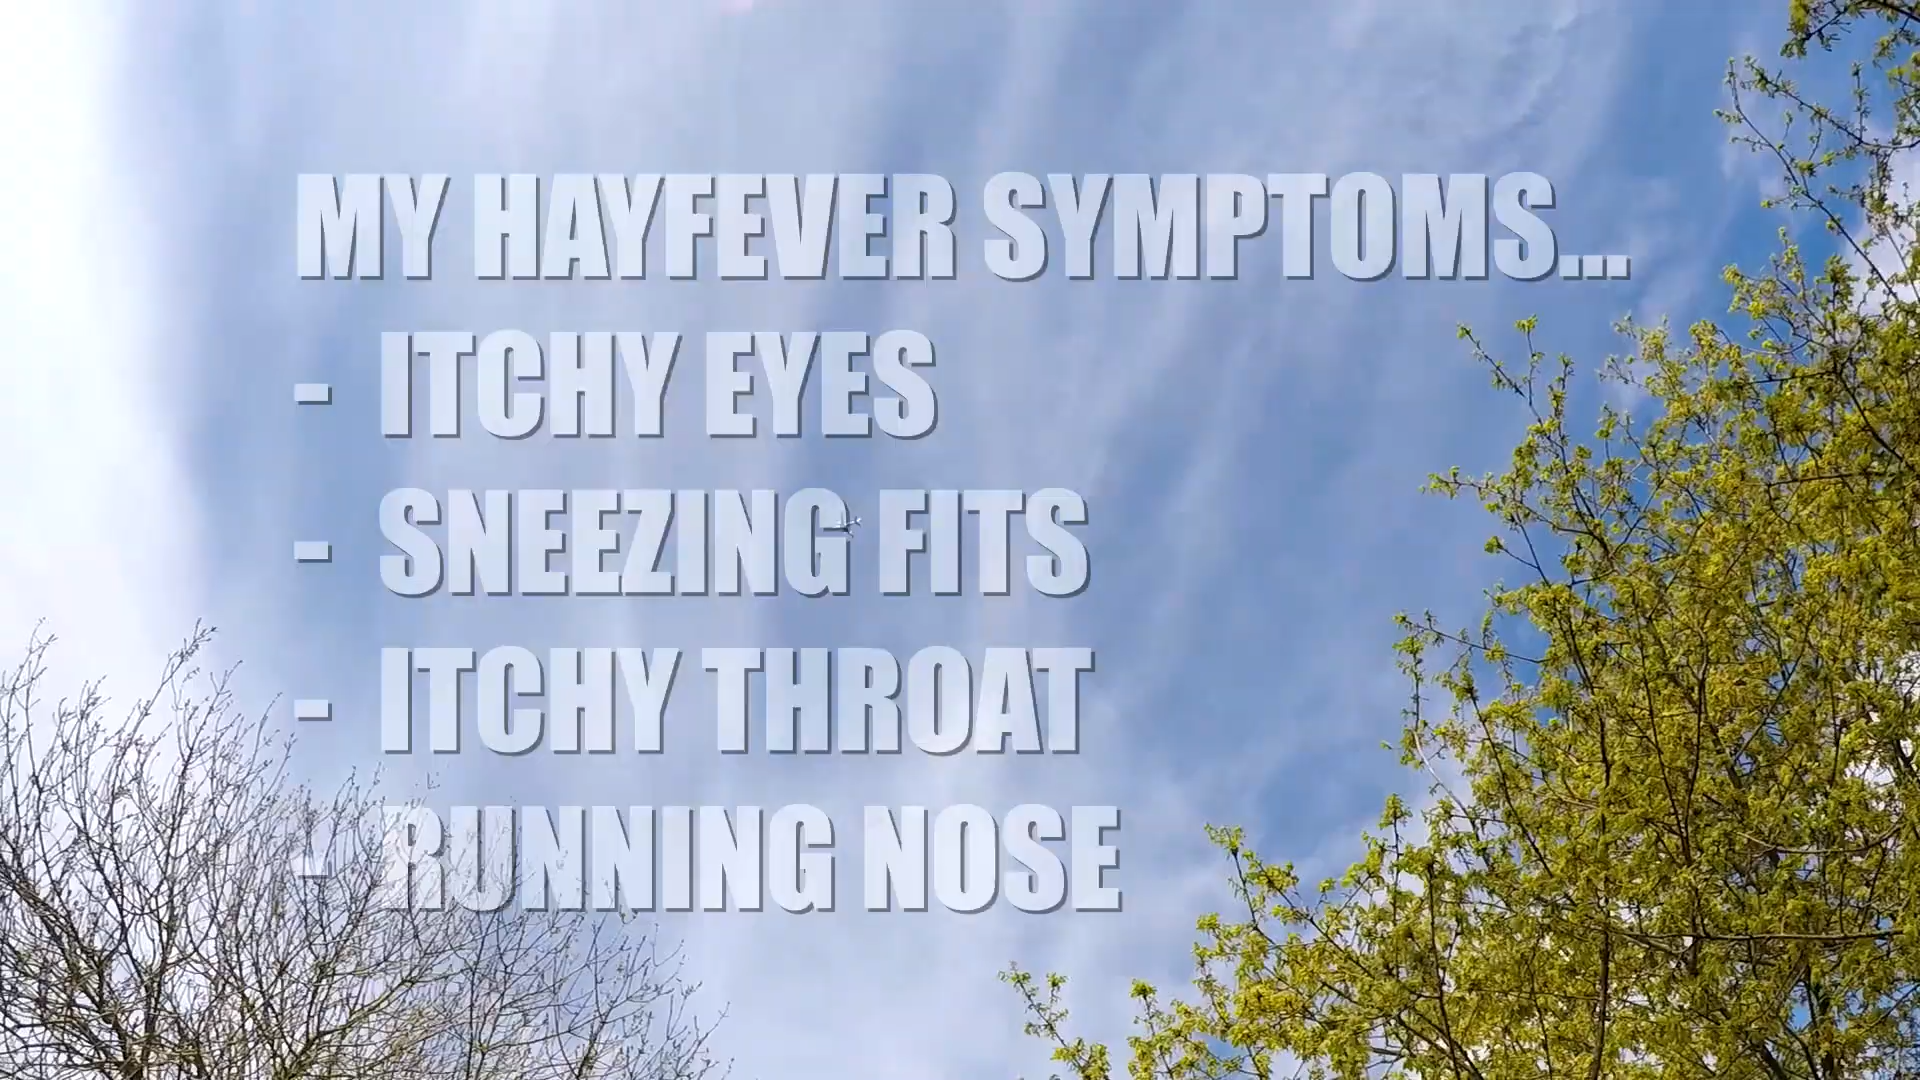 MY HAYFEVER SYMPTOMS...
- ITCHY EYES
- SNEEZING FITS
- ITCHY THROAT
- RUNNING NOSE